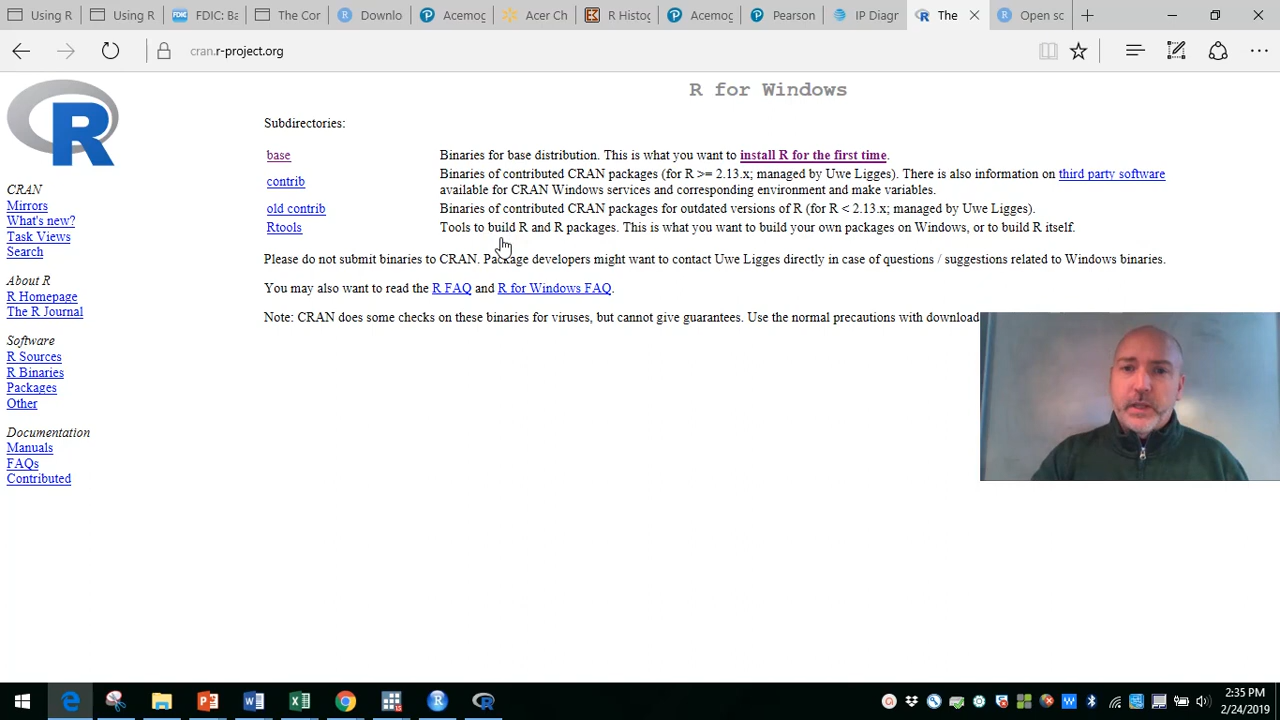 Using R
Using R
FDIC: Ba
The Cor
Downlo
Acemog
Acer Ch
R Histog
Acemog
Pearson
IP Diagr
The
Open sc
cran.r-project.org
R
R for Windows
Subdirectories:
base Binaries for base distribution. This is what you want to install R for the first time.
contrib Binaries of contributed CRAN packages (for R >= 2.13.x; managed by Uwe Ligges). There is also information on third party software
available for CRAN Windows services and corresponding environment and make variables.
old contrib Binaries of contributed CRAN packages for outdated versions of R (for R < 2.13.x; managed by Uwe Ligges).
Rtools Tools to build R and R packages. This is what you want to build your own packages on Windows, or to build R itself.
Please do not submit binaries to CRAN. Package developers might want to contact Uwe Ligges directly in case of questions / suggestions related to Windows binaries.
You may also want to read the R FAQ and R for Windows FAQ.
Note: CRAN does some checks on these binaries for viruses, but cannot give guarantees. Use the normal precautions with download
CRAN
Mirrors
What's new?
Task Views
Search
About R
R Homepage
The R Journal
Software
R Sources
R Binaries
Packages
Other
Documentation
Manuals
FAQs
Contributed
2:35 PM
2/24/2019